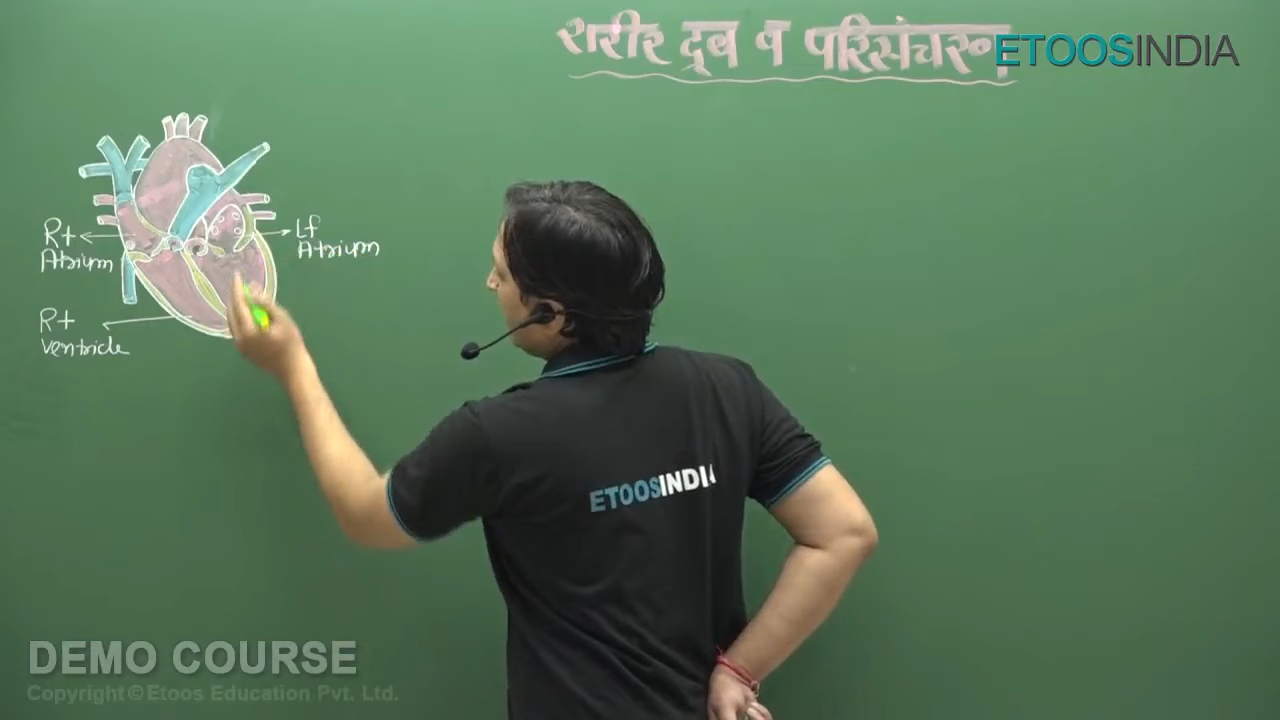 शरीर द्रव व परिसंचरण
ETOOSINDIA
Rt
Atrium
Lf
Atrium
Rt
ventricle
ETOOSINDIA
DEMO COURSE
Copyright©Etoos Education Pvt. Ltd.